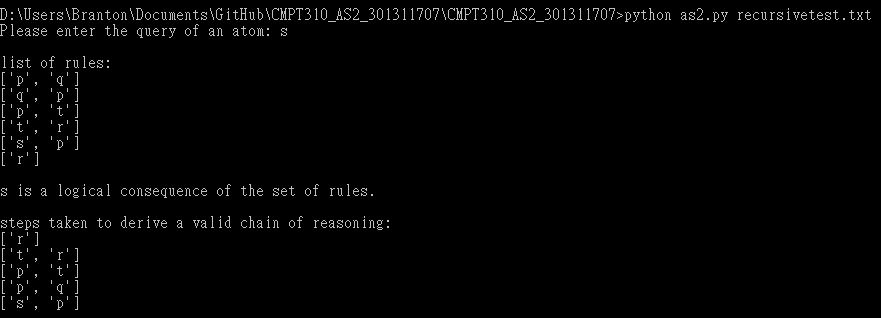 D:\Users\Branton\Documents\GitHub\CMPT310_AS2_301311707\CMPT310_AS2_301311707>python as2.py recursivetest.txt
Please enter the query of an atom: s
list of rules:
['p', 'q']
['q', 'p']
['p', 't']
['t', 'r']
['s', 'p']
['r']
s is a logical consequence of the set of rules.
steps taken to derive a valid chain of reasoning:
['r']
['t', 'r']
['p', 't']
['p', 'q']
['s', 'p']